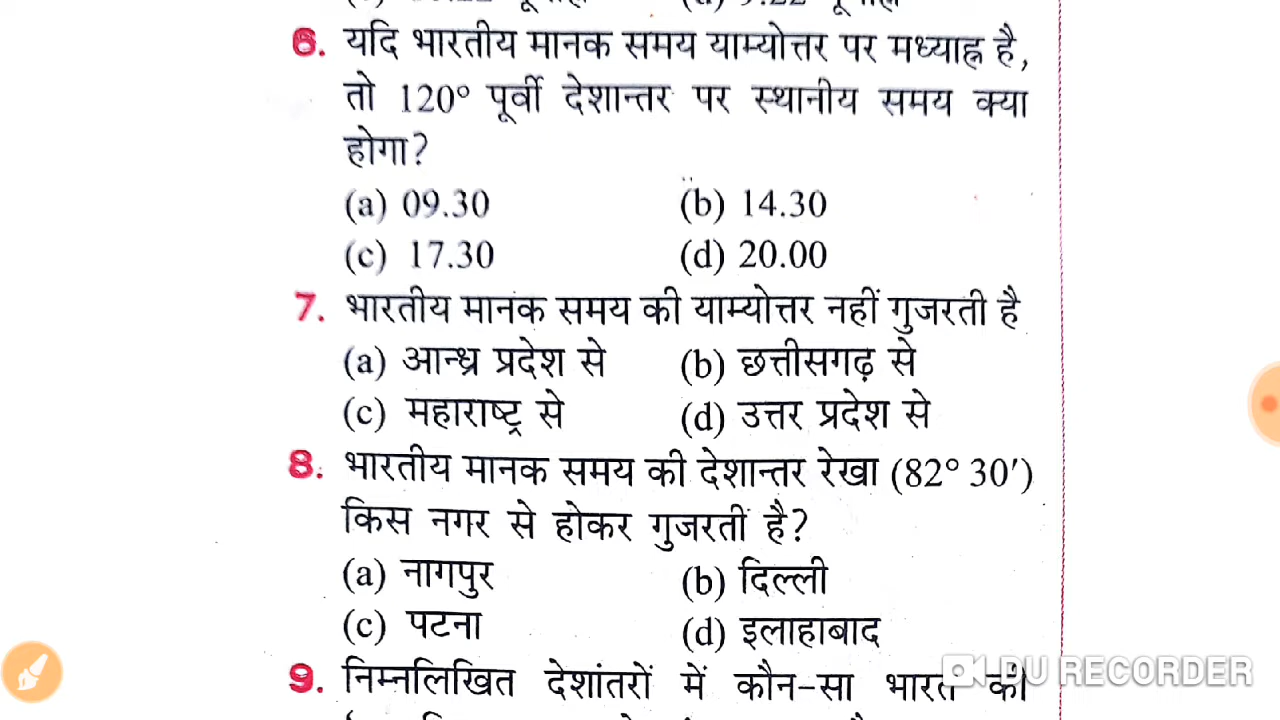 6. यदि भारतीय मानक समय याम्योत्तर पर मध्याह्न है,
तो 120° पूर्वी देशान्तर पर स्थानीय समय क्या
होगा?
(a) 09.30 (b) 14.30
(c) 17.30 (d) 20.00
7. भारतीय मानक समय की याम्योत्तर नहीं गुजरती है
(a) आन्ध्र प्रदेश से (b) छत्तीसगढ़ से
(c) महाराष्ट्र से (d) उत्तर प्रदेश से
8. भारतीय मानक समय की देशान्तर रेखा (82° 30′)
किस नगर से होकर गुजरती है?
(a) नागपुर (b) दिल्ली
(c) पटना (d) इलाहाबाद
9. निम्नलिखित देशांतरों में कौन-सा भारत की
DU RECORDER